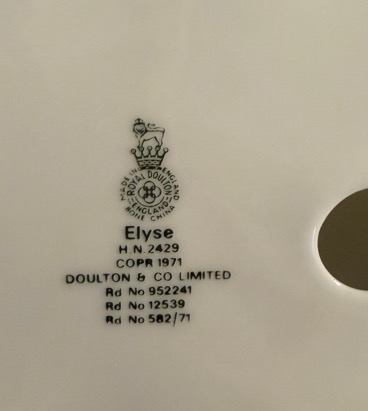 MADE IN ENGLAND
ROYAL DOULTON
ENGLAND
BONE CHINA
Elyse
H N 2429
COPR 1971
DOULTON & CO LIMITED
Rd No 952241
Rd No 12539
Rd No 582/71